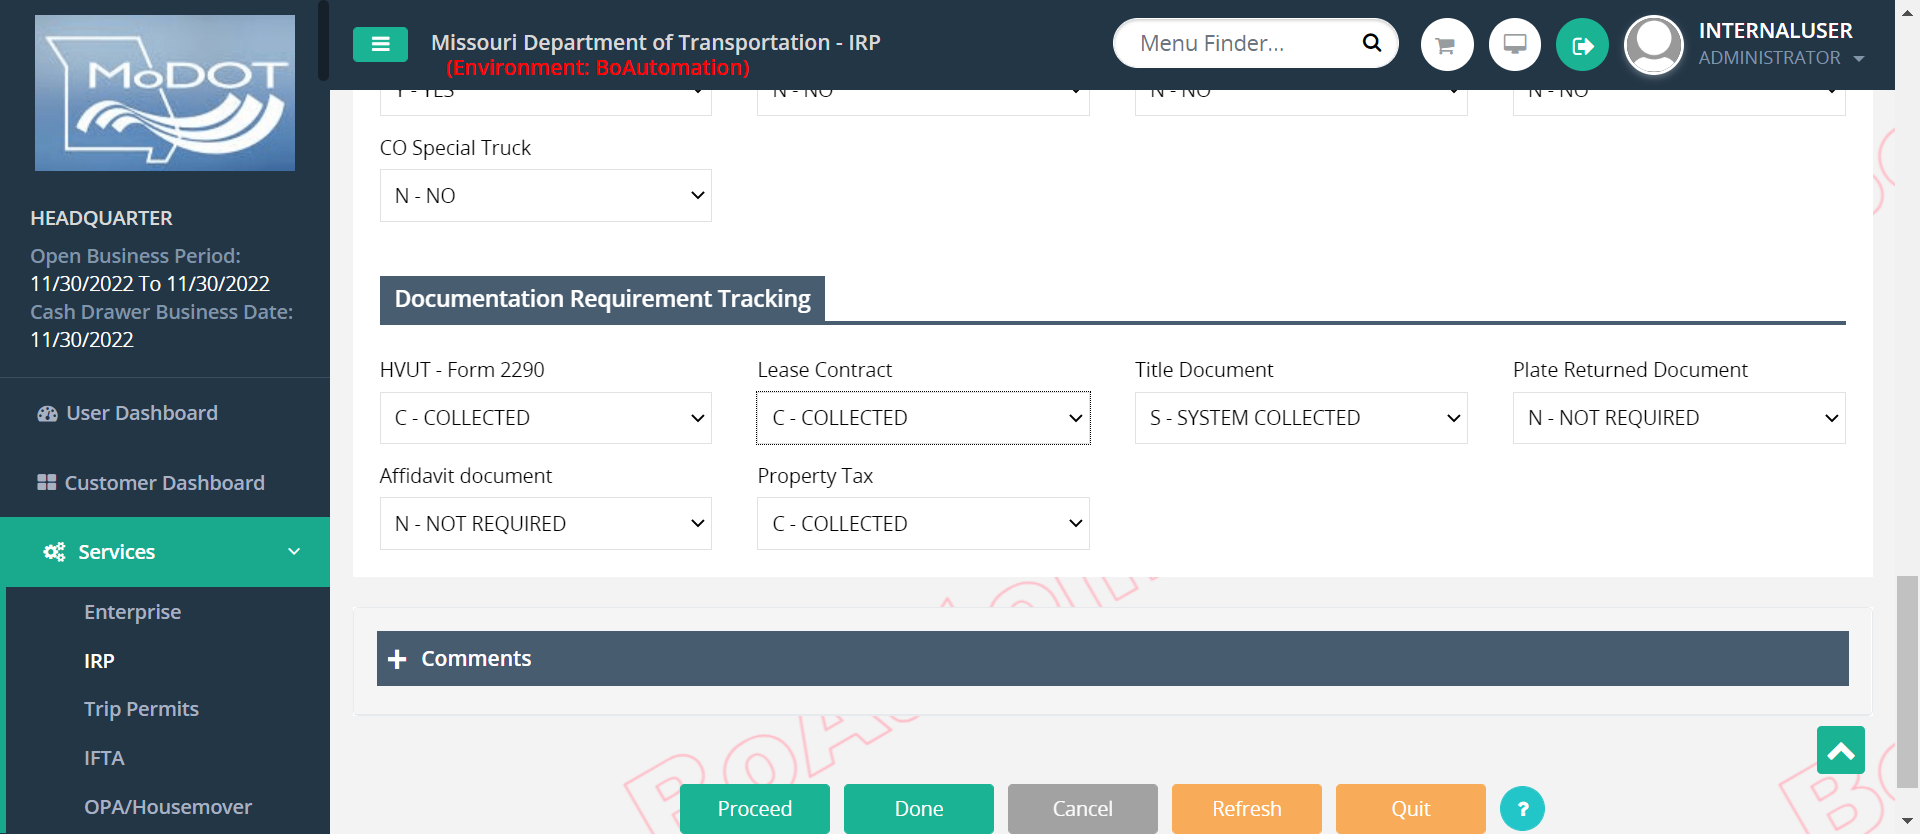 MoDOT
Missouri Department of Transportation - IRP
(Environment: BoAutomation)
Menu Finder...
INTERNALUSER
ADMINISTRATOR
HEADQUARTER
Open Business Period:
11/30/2022 To 11/30/2022
Cash Drawer Business Date:
11/30/2022
User Dashboard
Customer Dashboard
Services
Enterprise
IRP
Trip Permits
IFTA
OPA/Housemover
Y - YES
N - NO
N - NO
N - NO
CO Special Truck
N - NO
Documentation Requirement Tracking
HVUT - Form 2290
Lease Contract
Title Document
Plate Returned Document
C - COLLECTED
C - COLLECTED
S - SYSTEM COLLECTED
N - NOT REQUIRED
Affidavit document
Property Tax
N - NOT REQUIRED
C - COLLECTED
Comments
Proceed
Done
Cancel
Refresh
Quit
?